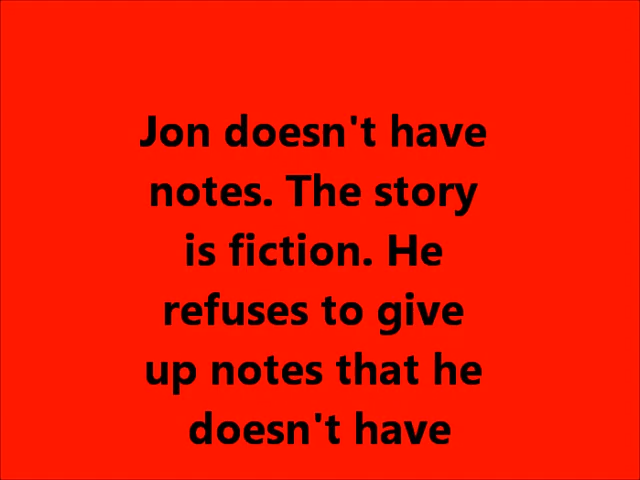 Jon doesn't have
notes. The story
is fiction. He
refuses to give
up notes that he
doesn't have